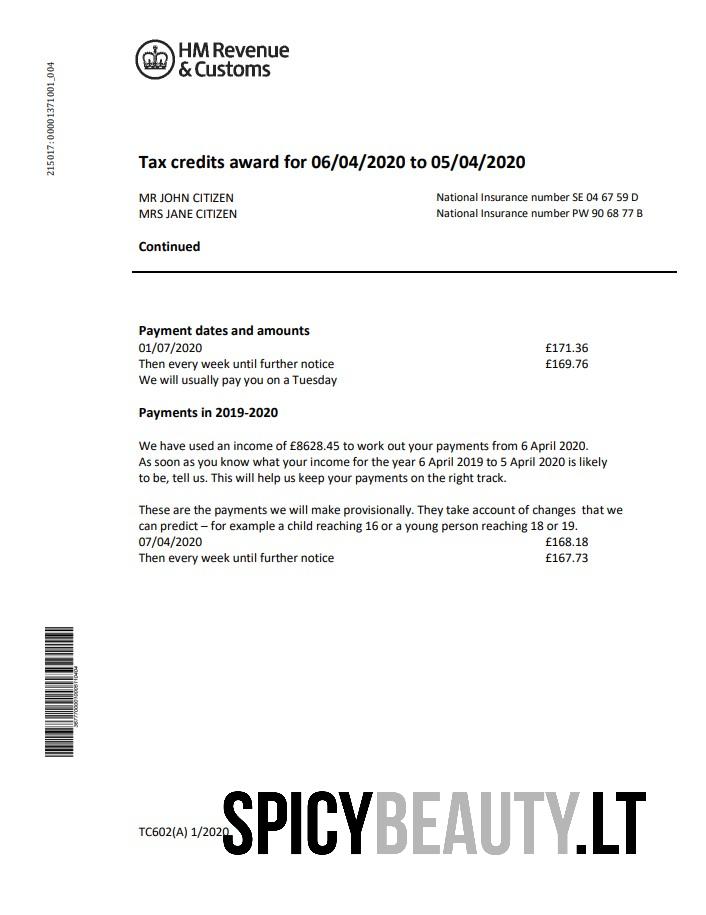 HM Revenue
& Customs
215017:00001371001_004
Tax credits award for 06/04/2020 to 05/04/2020
MR JOHN CITIZEN National Insurance number SE 04 67 59 D
MRS JANE CITIZEN National Insurance number PW 90 68 77 B
Continued
Payment dates and amounts
01/07/2020 £171.36
Then every week until further notice £169.76
We will usually pay you on a Tuesday
Payments in 2019-2020
We have used an income of £8628.45 to work out your payments from 6 April 2020.
As soon as you know what your income for the year 6 April 2019 to 5 April 2020 is likely
to be, tell us. This will help us keep your payments on the right track.
These are the payments we will make provisionally. They take account of changes that we
can predict – for example a child reaching 16 or a young person reaching 18 or 19.
07/04/2020 £168.18
Then every week until further notice £167.73
TC602(A) 1/2020
SPICYBEAUTY.LT